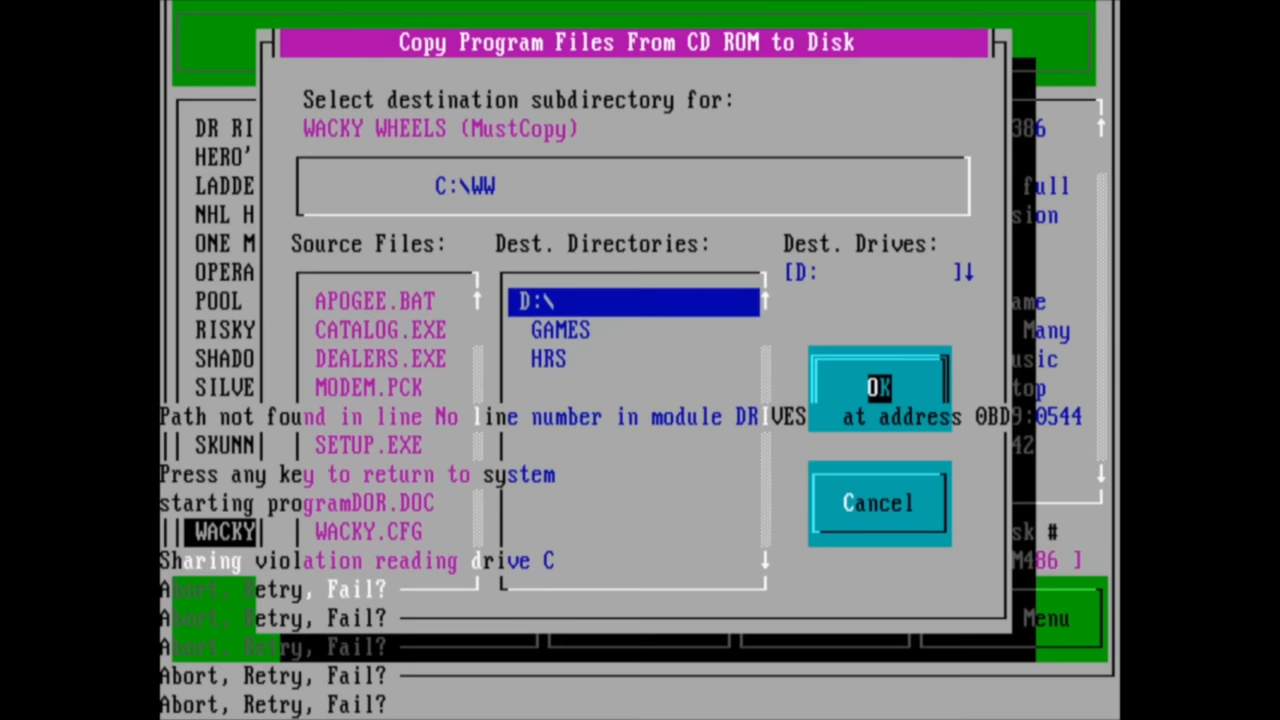 Copy Program Files From CD ROM to Disk
Select destination subdirectory for:
DR RI WACKY WHEELS (MustCopy) 386
HERO'
LADDE C:\WW full
NHL H sion
ONE M Source Files: Dest. Directories: Dest. Drives:
OPERA [D: ]↓
POOL APOGEE.BAT ↑ D:\ ↑ ame
RISKY CATALOG.EXE GAMES Many
SHADO DEALERS.EXE HRS usic
SILVE MODEM.PCK OK top
Path not found in line No line number in module DRIVES at address 0BD9:0544
SKUNN SETUP.EXE 42
Press any key to return to system
starting programDOR.DOC Cancel
WACKY WACKY.CFG sk #
Sharing violation reading drive C ↓ M486 ]
Abort, Retry, Fail?
Abort, Retry, Fail? Menu
Abort, Retry, Fail?
Abort, Retry, Fail?
Abort, Retry, Fail?